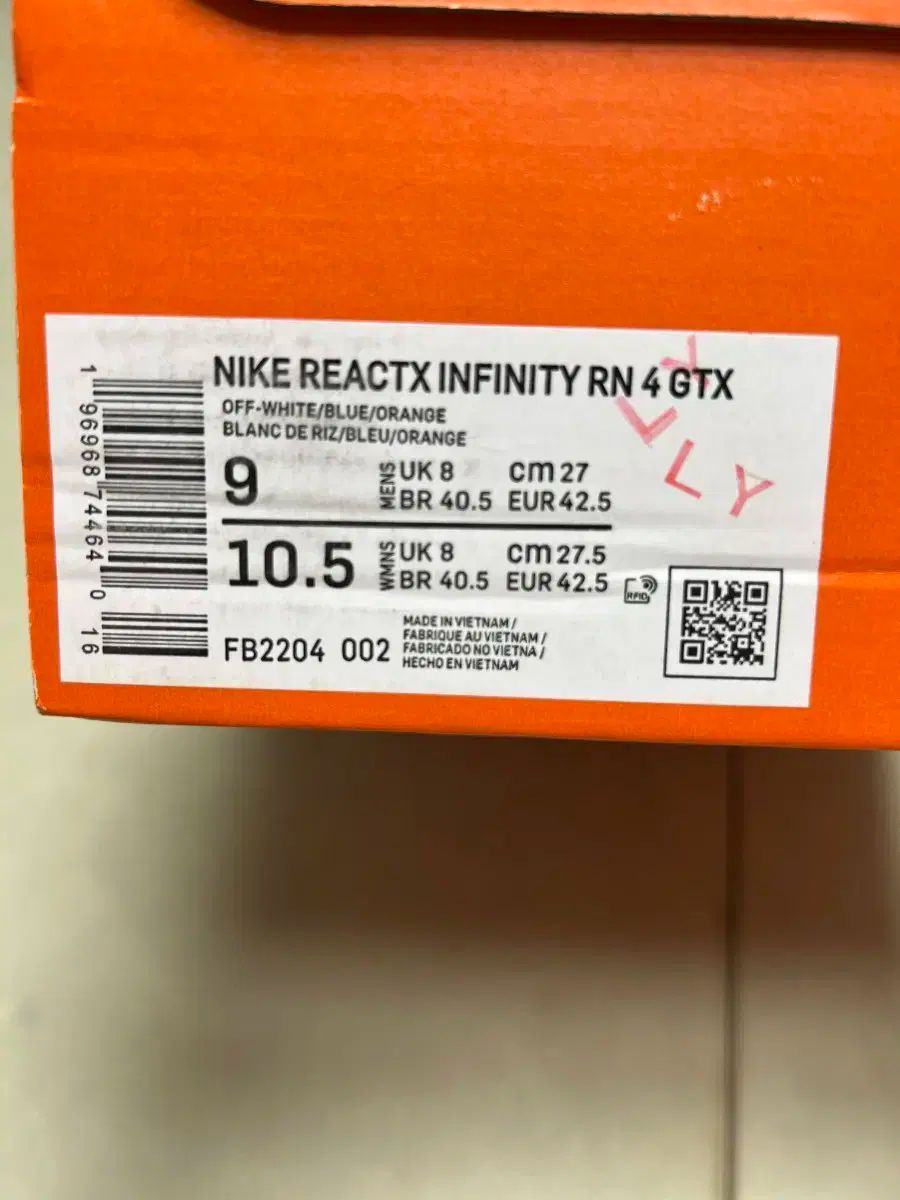 NIKE REACTX INFINITY RN 4 GTX
OFF-WHITE/BLUE/ORANGE
BLANC DE RIZ/BLEU/ORANGE
9 MENS UK 8 CM 27
BR 40.5 EUR 42.5
10.5 WMNS UK 8 CM 27.5
BR 40.5 EUR 42.5
RFID
FB2204 002
MADE IN VIETNAM /
FABRIQUE AU VIETNAM /
FABRICADO NO VIETNA /
HECHO EN VIETNAM
1 96968 74464 0 16
Y
L
L Y